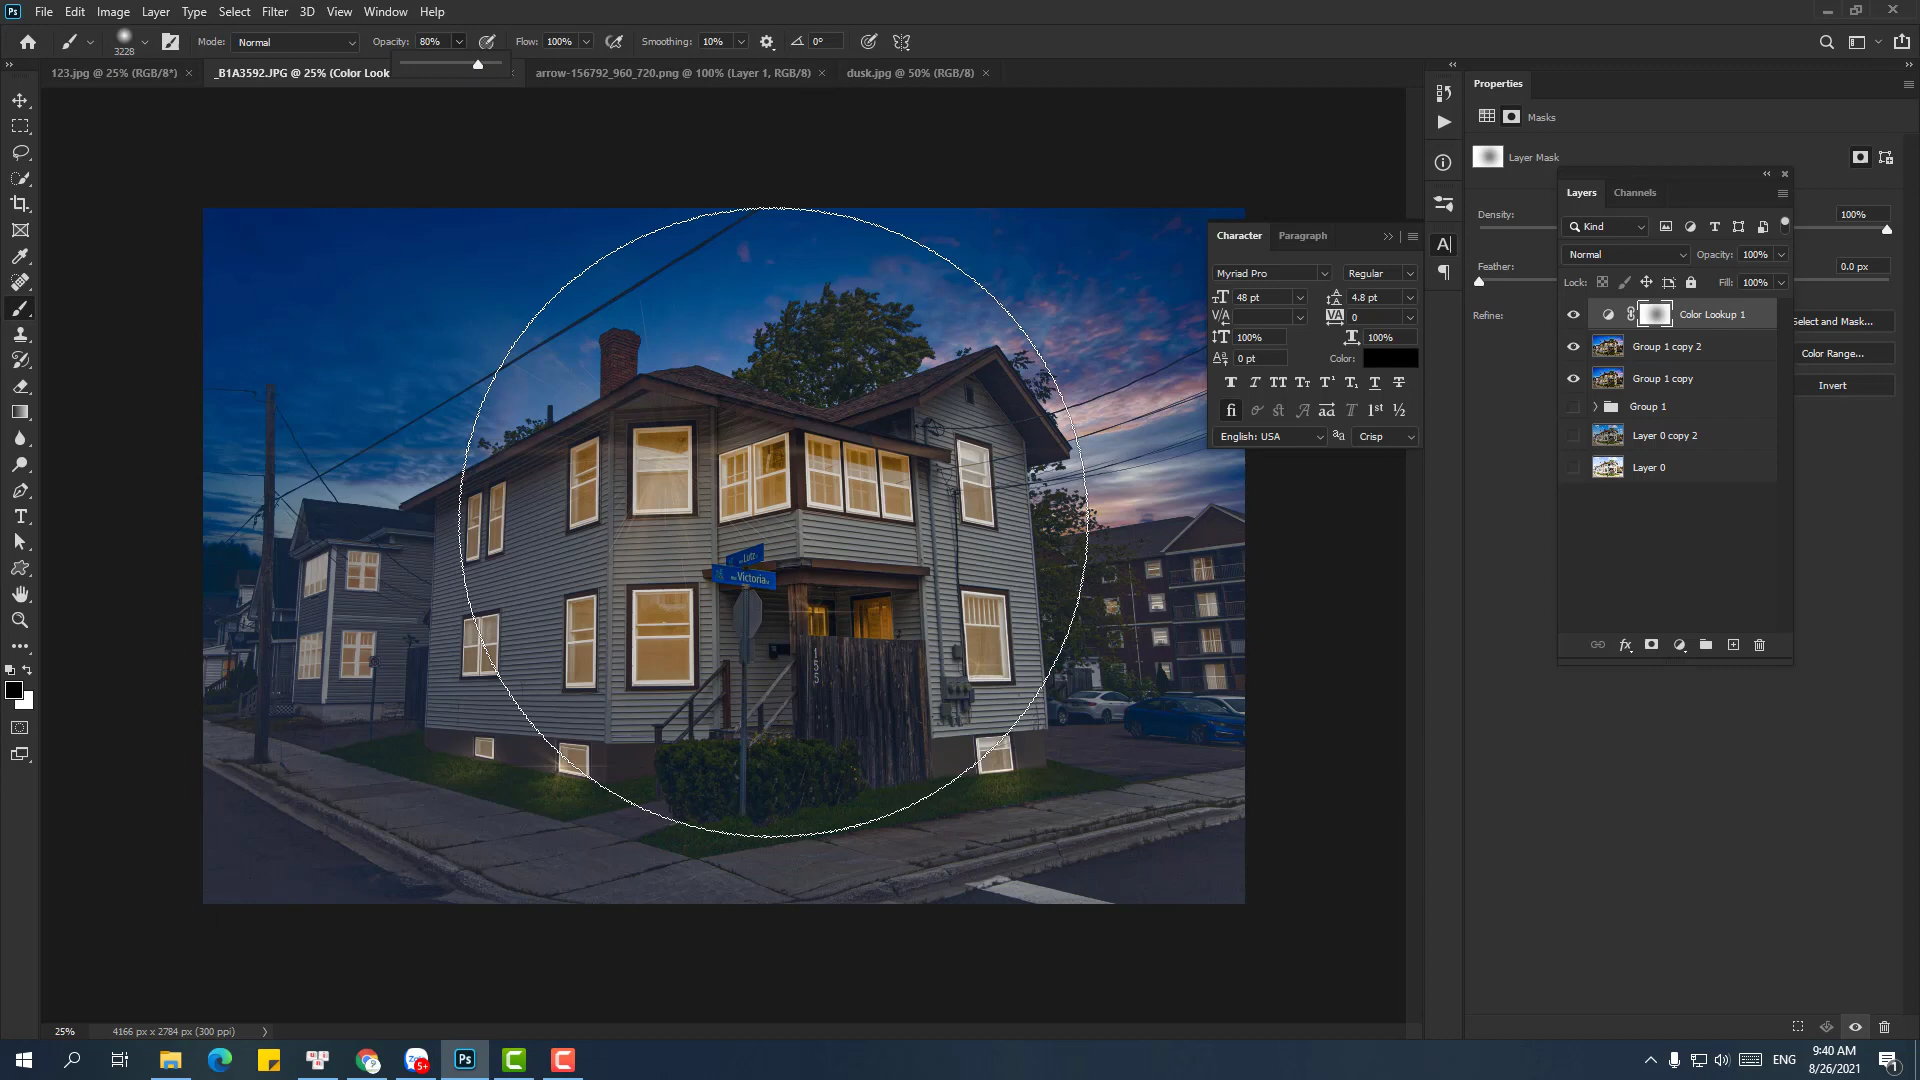 Ps File Edit Image Layer Type Select Filter 3D View Window Help
3228 Mode: Normal Opacity: 80% Flow: 100% Smoothing: 10% 0°
123.jpg @ 25% (RGB/8*) × _B1A3592.JPG @ 25% (Color Look arrow-156792_960_720.png @ 100% (Layer 1, RGB/8) × dusk.jpg @ 50% (RGB/8) ×
Properties
Masks
Layer Mask
Density: 100%
Feather: 0.0 px
Refine:
Select and Mask...
Color Range...
Invert
Layers Channels
Kind
Normal Opacity: 100%
Lock: Fill: 100%
Color Lookup 1
Group 1 copy 2
Group 1 copy
Group 1
Layer 0 copy 2
Layer 0
Character Paragraph
Myriad Pro Regular
48 pt 4.8 pt
0
100% 100%
0 pt Color:
English: USA aa Crisp
Lutz
Victoria
155
25% 4166 px x 2784 px (300 ppi)
5+
ENG
9:40 AM
8/26/2021
1